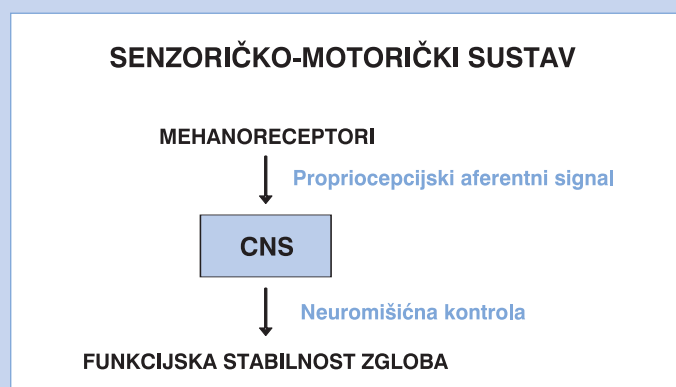 SENZORIČKO-MOTORIČKI SUSTAV
MEHANORECEPTORI
Propriocepcijski aferentni signal
CNS
Neuromišićna kontrola
FUNKCIJSKA STABILNOST ZGLOBA